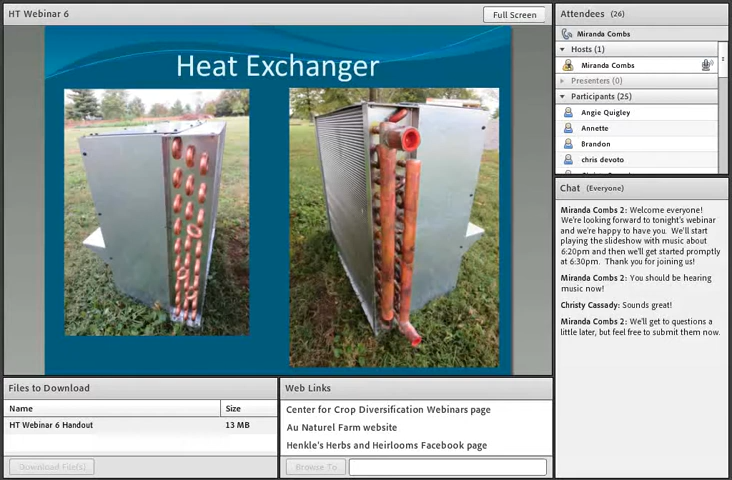 HT Webinar 6
Full Screen
Heat Exchanger
Files to Download
Name Size
HT Webinar 6 Handout 13 MB
Download File(s)
Web Links
Center for Crop Diversification Webinars page
Au Naturel Farm website
Henkle's Herbs and Heirlooms Facebook page
Browse To
Attendees (26)
Miranda Combs
Hosts (1)
Miranda Combs
Presenters (0)
Participants (25)
Angie Quigley
Annette
Brandon
chris devoto
Chat (Everyone)
Miranda Combs 2: Welcome everyone!
We're looking forward to tonight's webinar
and we're happy to have you. We'll start
playing the slideshow with music about
6:20pm and then we'll get started promptly
at 6:30pm. Thank you for joining us!
Miranda Combs 2: You should be hearing
music now!
Christy Cassady: Sounds great!
Miranda Combs 2: We'll get to questions a
little later, but feel free to submit them now.